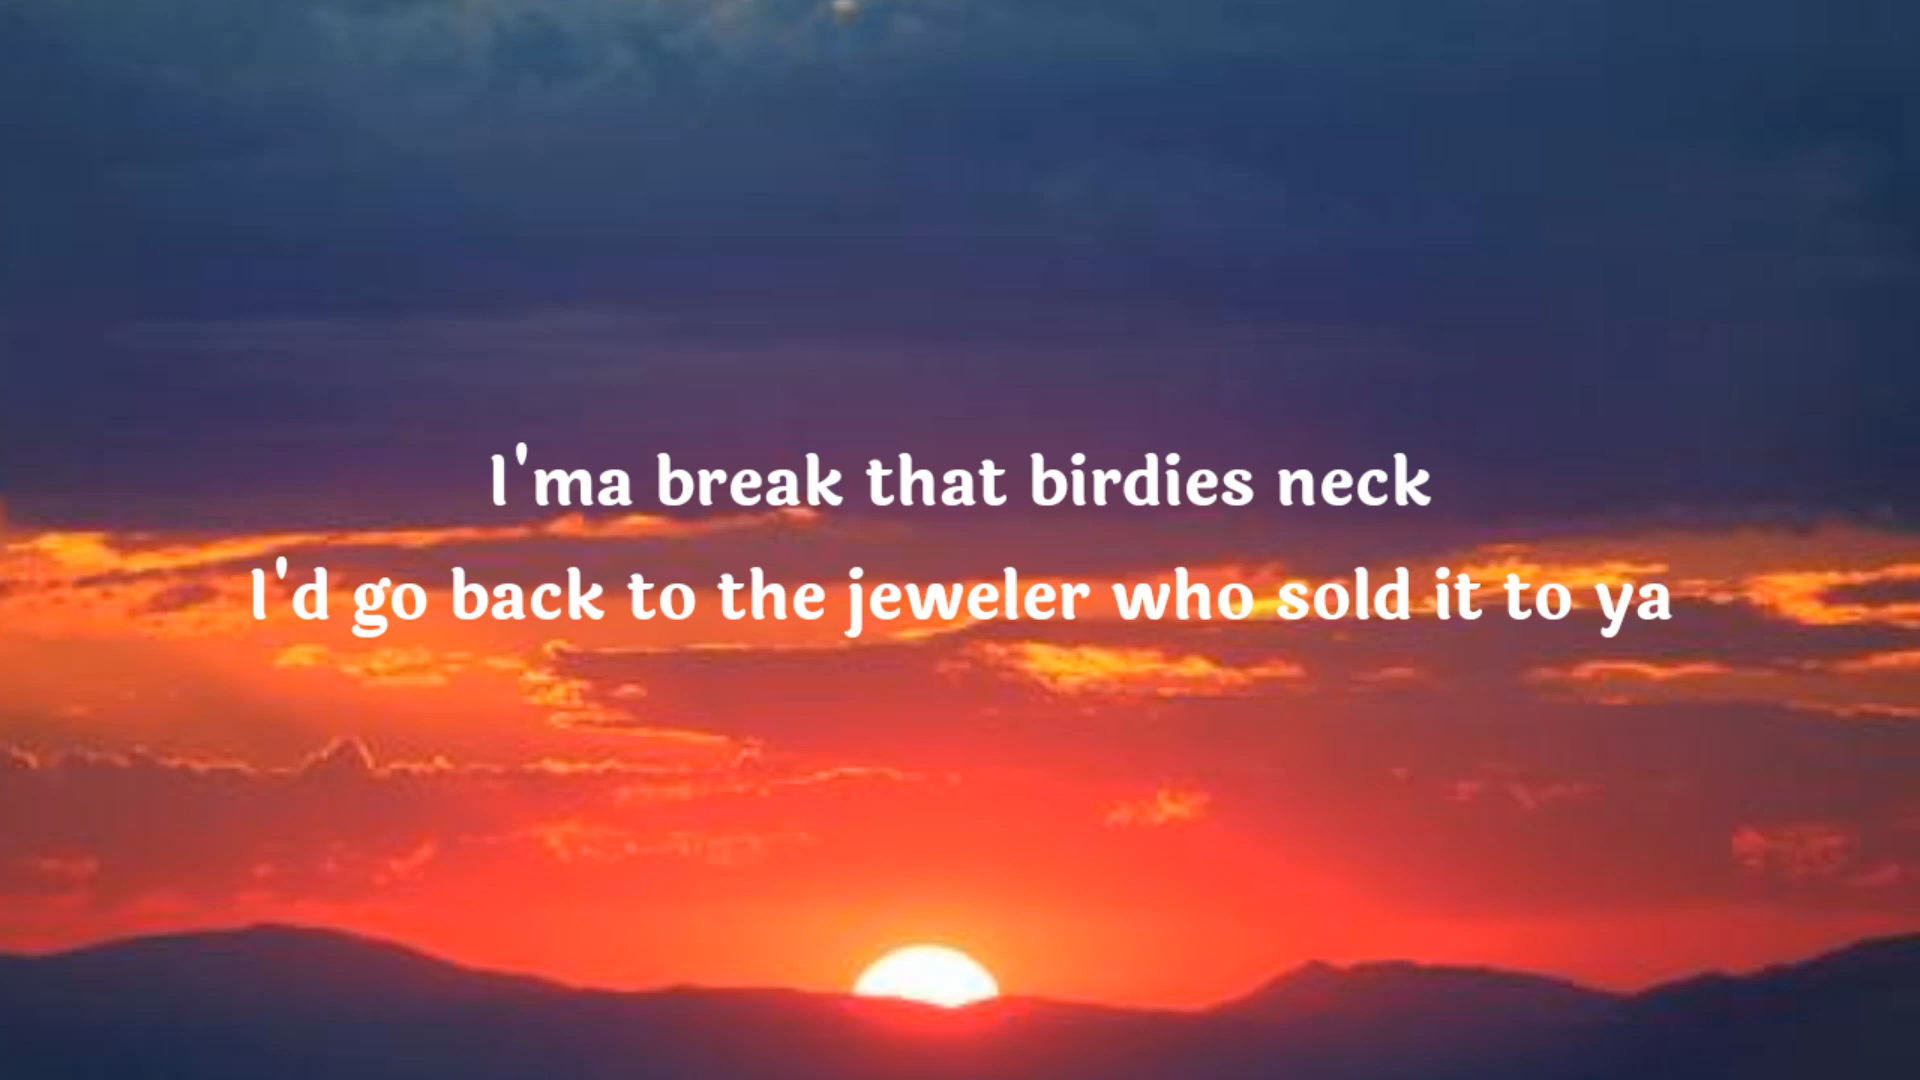 I'ma break that birdies neck
I'd go back to the jeweler who sold it to ya